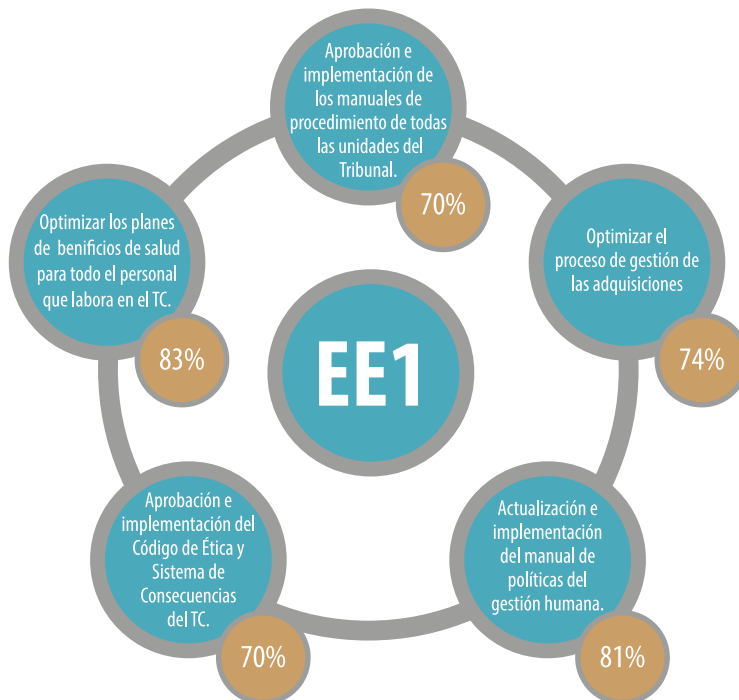 Aprobación e
implementación de
los manuales de
procedimiento de todas
las unidades del
Tribunal.
70%
Optimizar los planes
de benificios de salud
para todo el personal
que labora en el TC.
83%
Optimizar el
proceso de gestión de
las adquisiciones
74%
EE1
Aprobación e
implementación del
Código de Ética y
Sistema de
Consecuencias
del TC.
70%
Actualización e
implementación
del manual de
políticas del
gestión humana.
81%